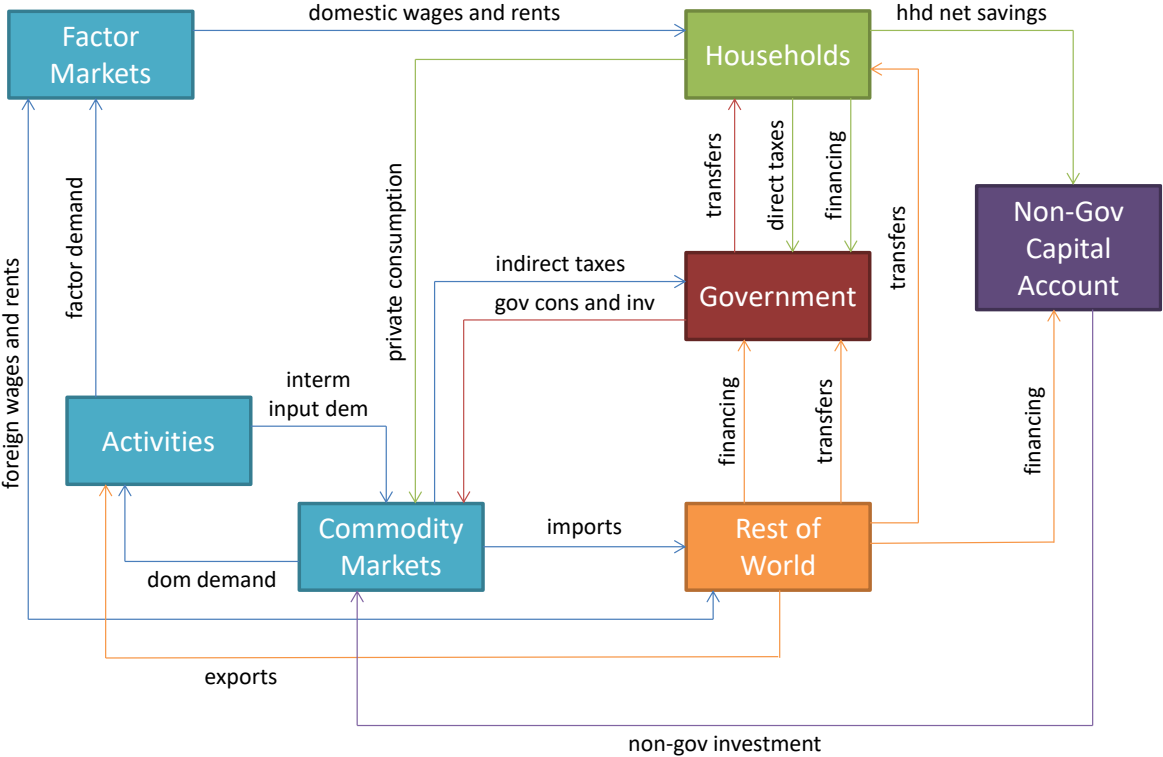 domestic wages and rents
hhd net savings
Factor
Markets
Households
factor demand
private consumption
transfers
direct taxes
financing
transfers
Non-Gov
Capital
Account
foreign wages and rents
indirect taxes
Government
gov cons and inv
interm
input dem
Activities
financing
transfers
financing
Commodity
Markets
imports
Rest of
World
dom demand
exports
non-gov investment